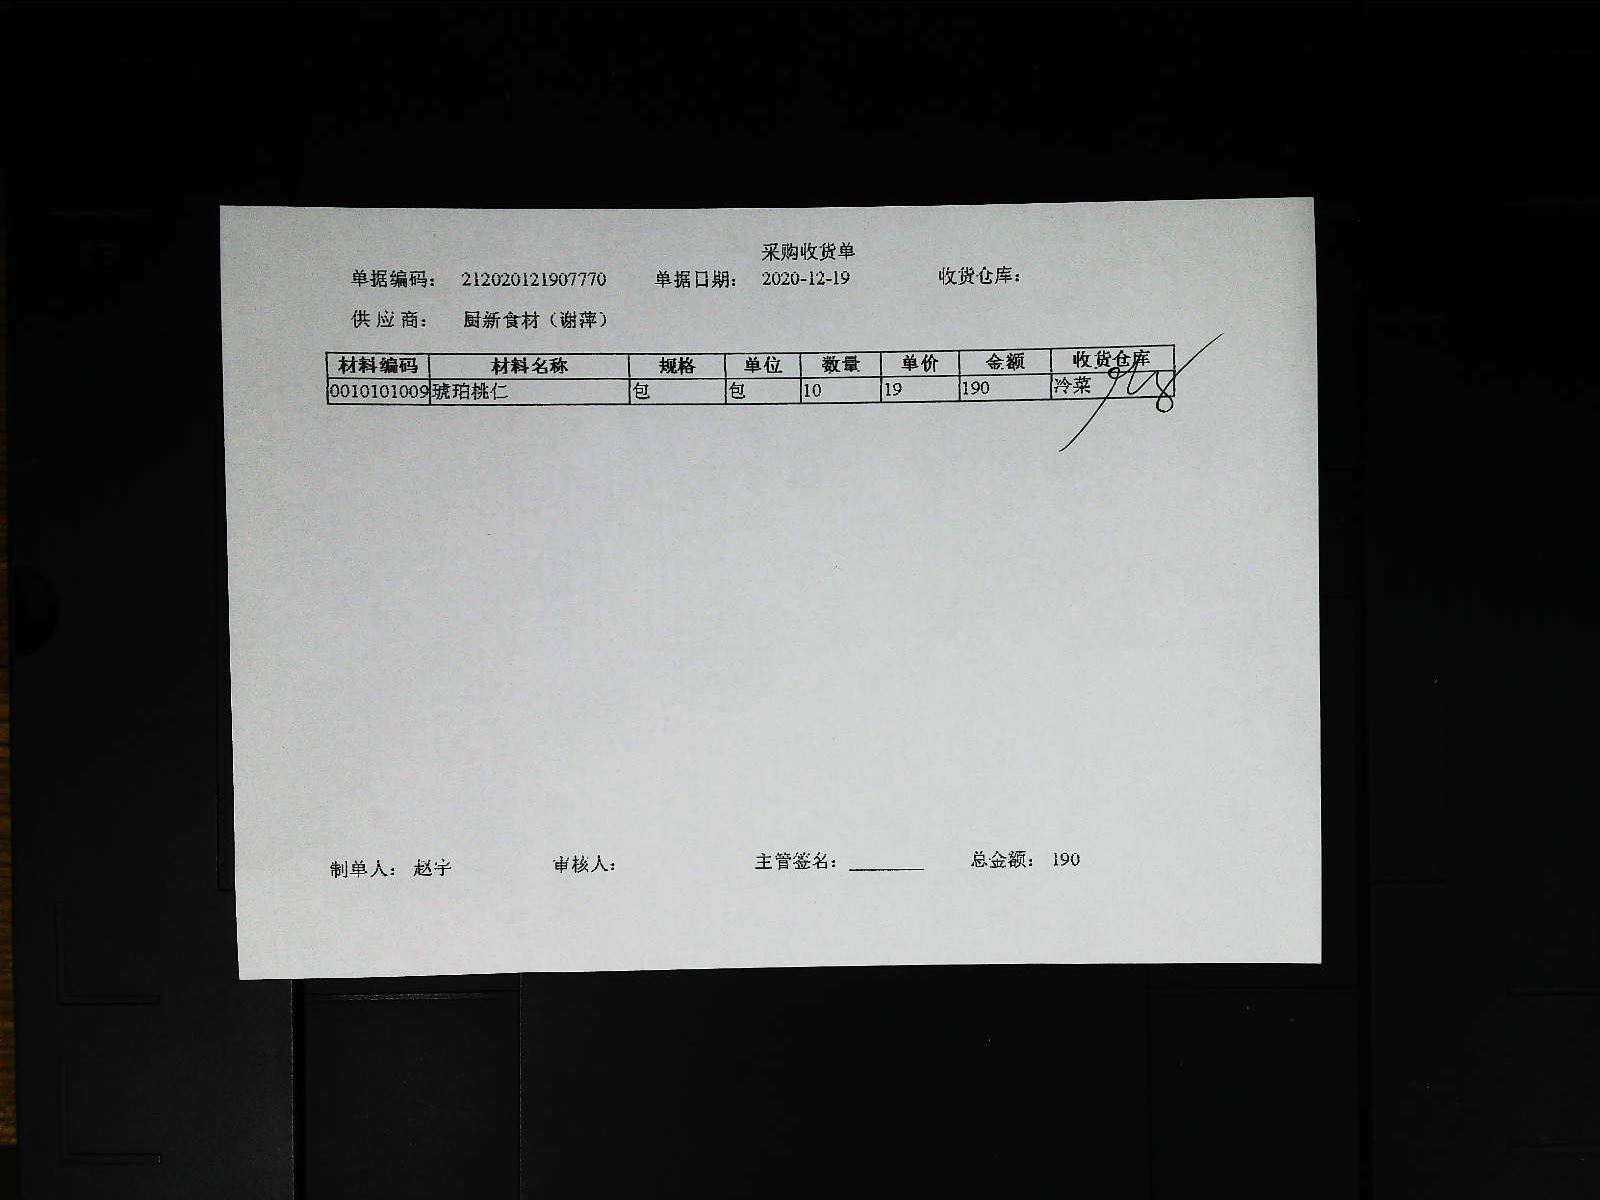 采购收货单
单据编码： 212020121907770 单据日期： 2020-12-19 收货仓库：
供 应 商： 厨新食材（谢萍）
材料编码 材料名称 规格 单位 数量 单价 金额 收货仓库
0010101009 琥珀桃仁 包 包 10 19 190 冷菜
制单人： 赵宇 审核人： 主管签名： 总金额： 190